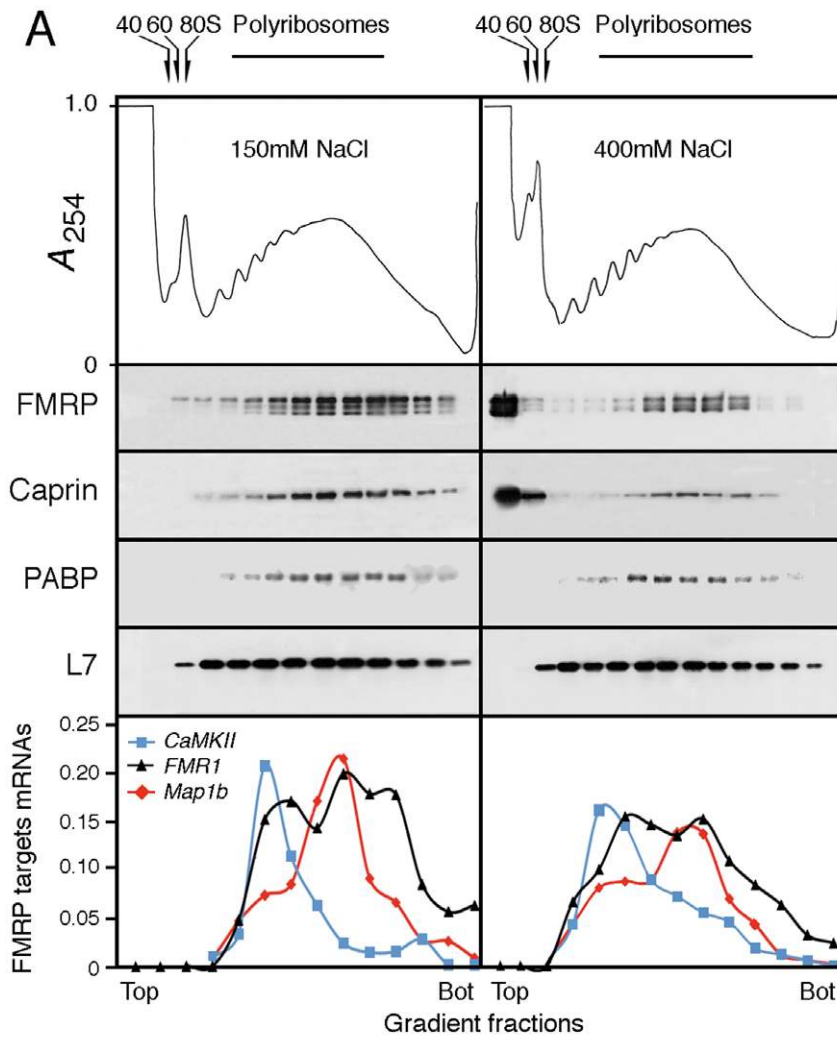 A
40 60 80S Polyribosomes 40 60 80S Polyribosomes
1.0
150mM NaCl 400mM NaCl
A254
0
FMRP
Caprin
PABP
L7
0.25
0.20
0.15
0.10
0.05
0
FMRP targets mRNAs
CaMKII
FMR1
Map1b
Top Bot Top Bot
Gradient fractions